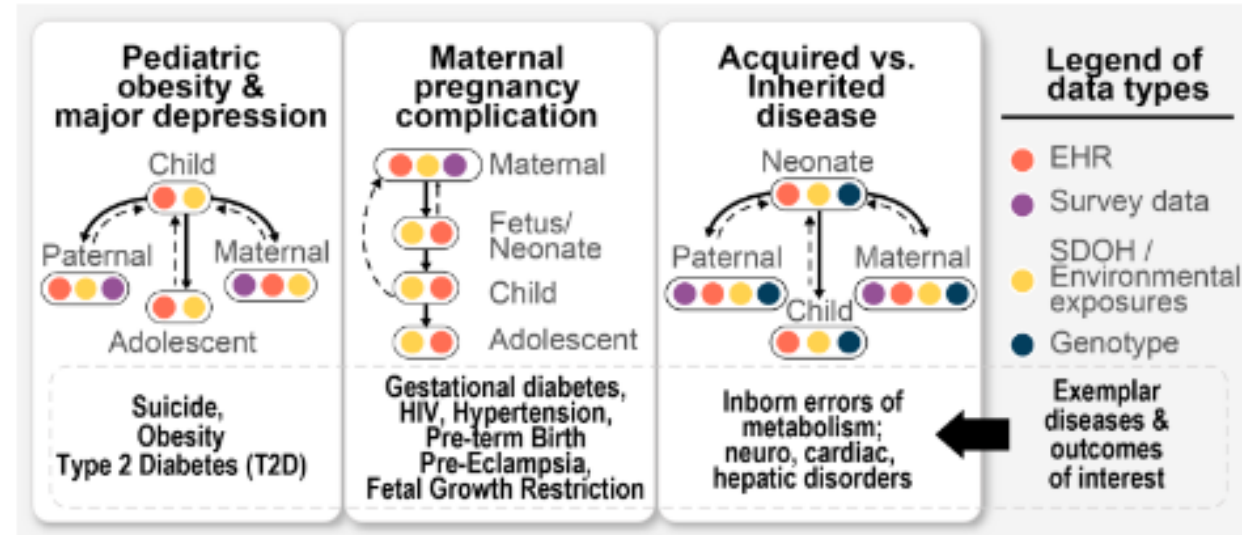 Pediatric
obesity &
major depression
Child
Paternal
Maternal
Adolescent
Suicide,
Obesity
Type 2 Diabetes (T2D)
Maternal
pregnancy
complication
Maternal
Fetus/
Neonate
Child
Adolescent
Gestational diabetes,
HIV, Hypertension,
Pre-term Birth
Pre-Eclampsia,
Fetal Growth Restriction
Acquired vs.
Inherited
disease
Neonate
Paternal
Maternal
Child
Inborn errors of
metabolism;
neuro, cardiac,
hepatic disorders
Legend of
data types
EHR
Survey data
SDOH /
Environmental
exposures
Genotype
Exemplar
diseases &
outcomes
of interest